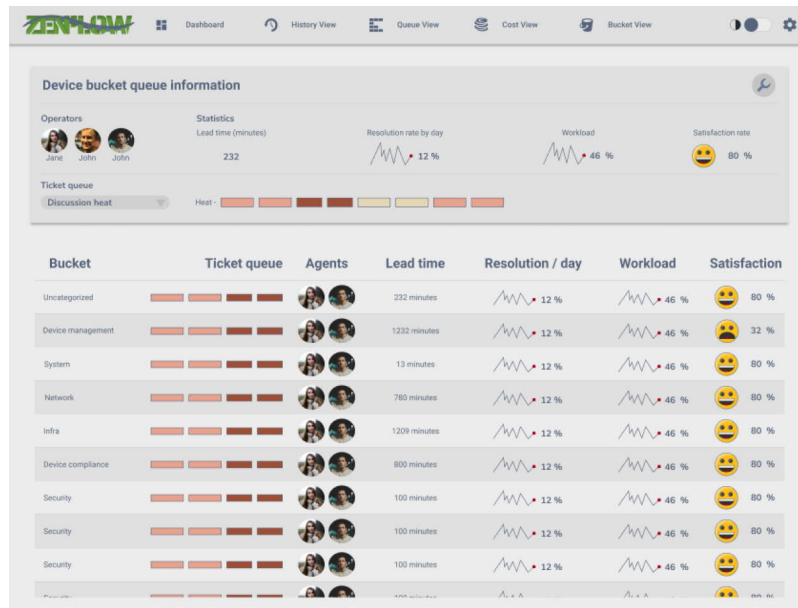 ZENFLOW Dashboard History View Queue View Cost View Bucket View
Device bucket queue information
Operators Statistics
Lead time (minutes) Resolution rate by day Workload Satisfaction rate
232 12 % 46 % 80 %
Jane John John
Ticket queue
Discussion heat Heat -
Bucket Ticket queue Agents Lead time Resolution / day Workload Satisfaction
Uncategorized 232 minutes 12 % 46 % 80 %
Device management 1232 minutes 12 % 46 % 32 %
System 13 minutes 12 % 46 % 80 %
Network 780 minutes 12 % 46 % 80 %
Infra 1209 minutes 12 % 46 % 80 %
Device compliance 800 minutes 12 % 46 % 80 %
Security 100 minutes 12 % 46 % 80 %
Security 100 minutes 12 % 46 % 80 %
Security 100 minutes 12 % 46 % 80 %